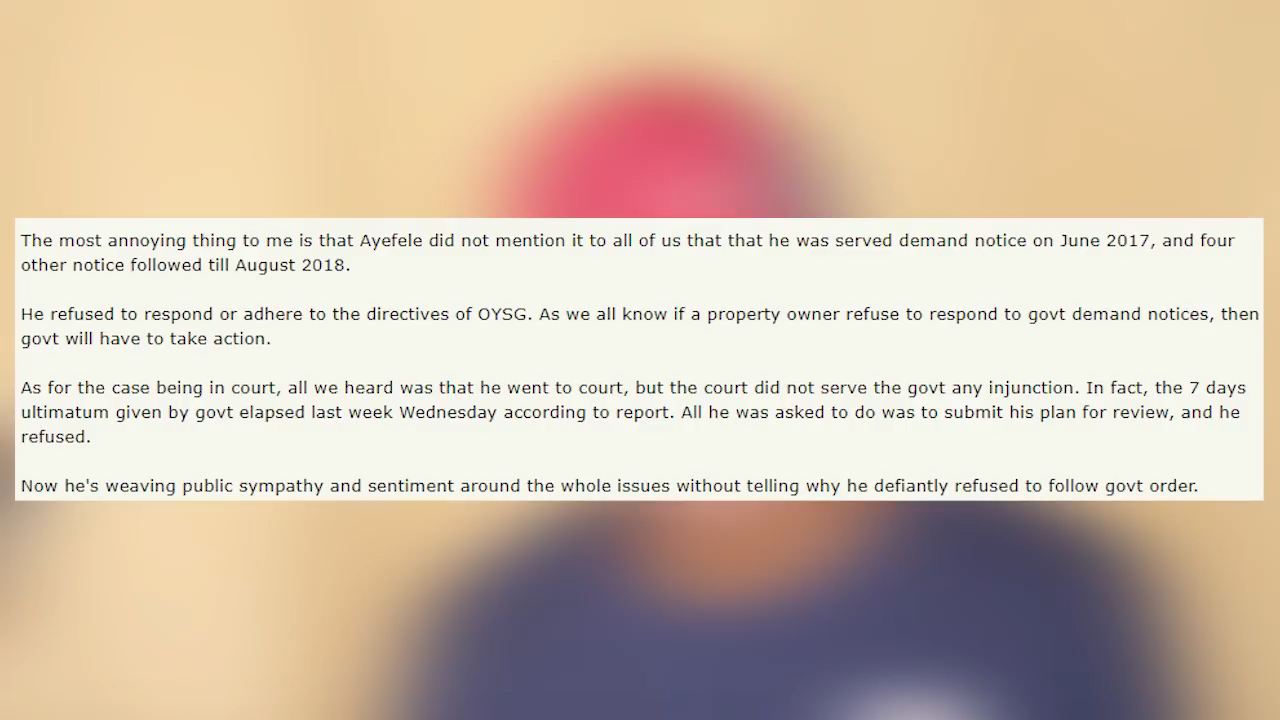 The most annoying thing to me is that Ayefele did not mention it to all of us that that he was served demand notice on June 2017, and four
other notice followed till August 2018.
He refused to respond or adhere to the directives of OYSG. As we all know if a property owner refuse to respond to govt demand notices, then
govt will have to take action.
As for the case being in court, all we heard was that he went to court, but the court did not serve the govt any injunction. In fact, the 7 days
ultimatum given by govt elapsed last week Wednesday according to report. All he was asked to do was to submit his plan for review, and he
refused.
Now he's weaving public sympathy and sentiment around the whole issues without telling why he defiantly refused to follow govt order.